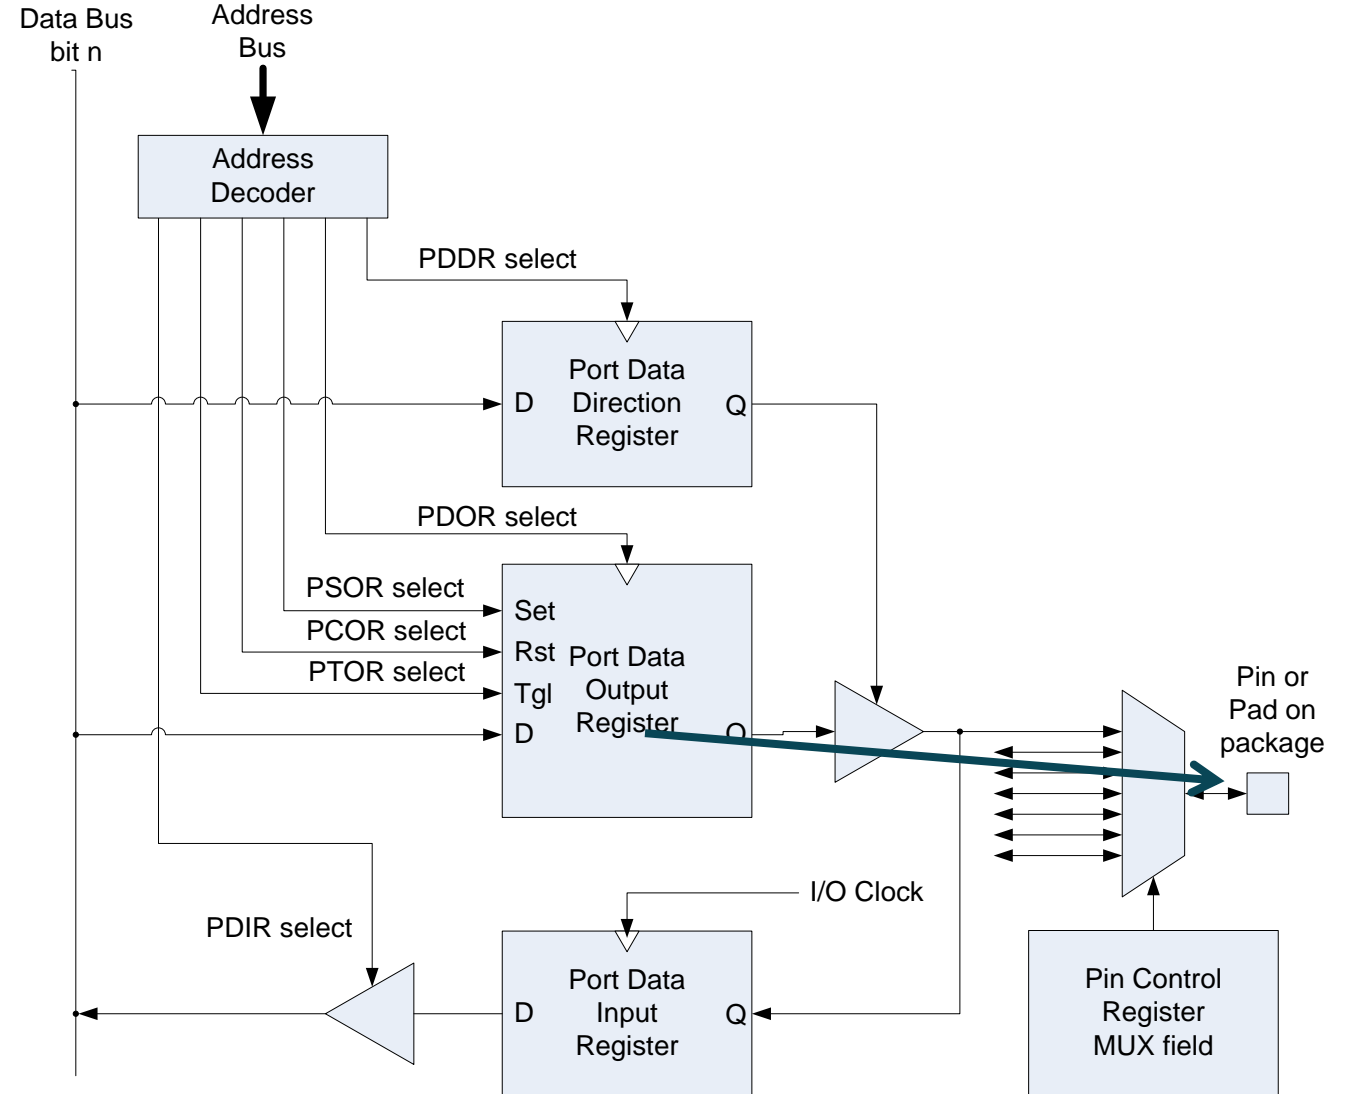 Data Bus
bit n
Address
Bus
Address
Decoder
PDDR select
Port Data
Direction
Register
D
Q
PDOR select
PSOR select
PCOR select
PTOR select
Set
Rst
Tgl
D
Port Data
Output
Register
Q
Pin or
Pad on
package
I/O Clock
PDIR select
Port Data
Input
Register
D
Q
Pin Control
Register
MUX field